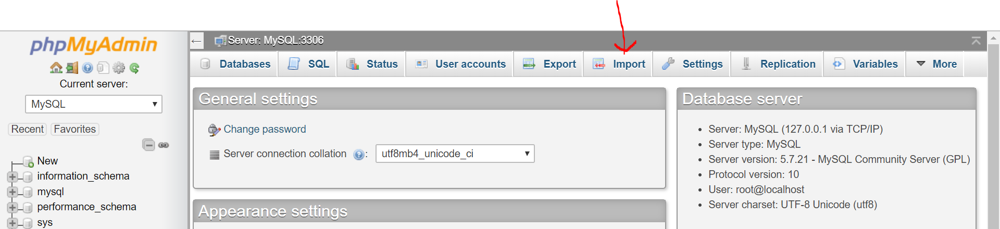 phpMyAdmin
Current server:
MySQL
Recent Favorites
New
information_schema
mysql
performance_schema
sys
Server: MySQL:3306
Databases SQL Status User accounts Export Import Settings Replication Variables More
General settings
Change password
Server connection collation : utf8mb4_unicode_ci
Appearance settings
Database server
Server: MySQL (127.0.0.1 via TCP/IP)
Server type: MySQL
Server version: 5.7.21 - MySQL Community Server (GPL)
Protocol version: 10
User: root@localhost
Server charset: UTF-8 Unicode (utf8)